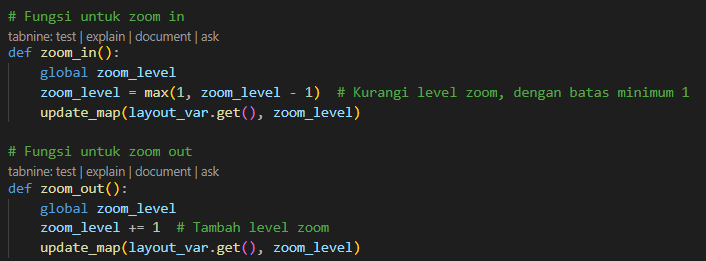 # Fungsi untuk zoom in
tabnine: test | explain | document | ask
def zoom_in():
    global zoom_level
    zoom_level = max(1, zoom_level - 1)  # Kurangi level zoom, dengan batas minimum 1
    update_map(layout_var.get(), zoom_level)
# Fungsi untuk zoom out
tabnine: test | explain | document | ask
def zoom_out():
    global zoom_level
    zoom_level += 1  # Tambah level zoom
    update_map(layout_var.get(), zoom_level)